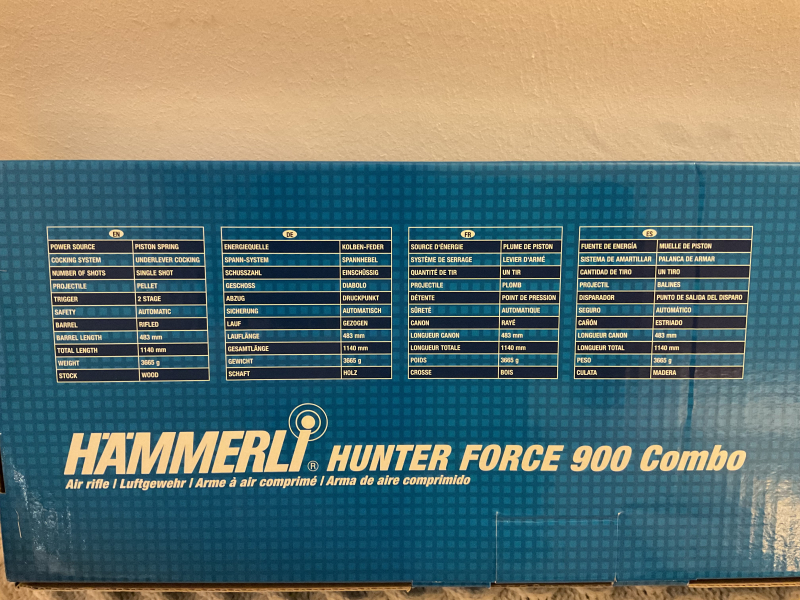 EN
POWER SOURCE PISTON SPRING
COCKING SYSTEM UNDERLEVER COCKING
NUMBER OF SHOTS SINGLE SHOT
PROJECTILE PELLET
TRIGGER 2 STAGE
SAFETY AUTOMATIC
BARREL RIFLED
BARREL LENGTH 483 mm
TOTAL LENGTH 1140 mm
WEIGHT 3665 g
STOCK WOOD
DE
ENERGIEQUELLE KOLBEN-FEDER
SPANN-SYSTEM SPANNHEBEL
SCHUSSZAHL EINSCHÜSSIG
GESCHOSS DIABOLO
ABZUG DRUCKPUNKT
SICHERUNG AUTOMATISCH
LAUF GEZOGEN
LAUFLÄNGE 483 mm
GESAMTLÄNGE 1140 mm
GEWICHT 3665 g
SCHAFT HOLZ
FR
SOURCE D'ÉNERGIE PLUME DE PISTON
SYSTÈME DE SERRAGE LEVIER D'ARMÉ
QUANTITÉ DE TIR UN TIR
PROJECTILE PLOMB
DÉTENTE POINT DE PRESSION
SÛRETÉ AUTOMATIQUE
CANON RAYÉ
LONGUEUR CANON 483 mm
LONGUEUR TOTALE 1140 mm
POIDS 3665 g
CROSSE BOIS
ES
FUENTE DE ENERGÍA MUELLE DE PISTON
SISTEMA DE AMARTILLAR PALANCA DE ARMAR
CANTIDAD DE TIRO UN TIRO
PROJECTIL BALINES
DISPARADOR PUNTO DE SALIDA DEL DISPARO
SEGURO AUTOMÁTICO
CAÑÓN ESTRIADO
LONGUEUR CANON 483 mm
LONGUEUR TOTAL 1140 mm
PESO 3665 g
CULATA MADERA
HÄMMERLI® HUNTER FORCE 900 Combo
Air rifle | Luftgewehr | Arme à air comprimé | Arma de aire comprimido